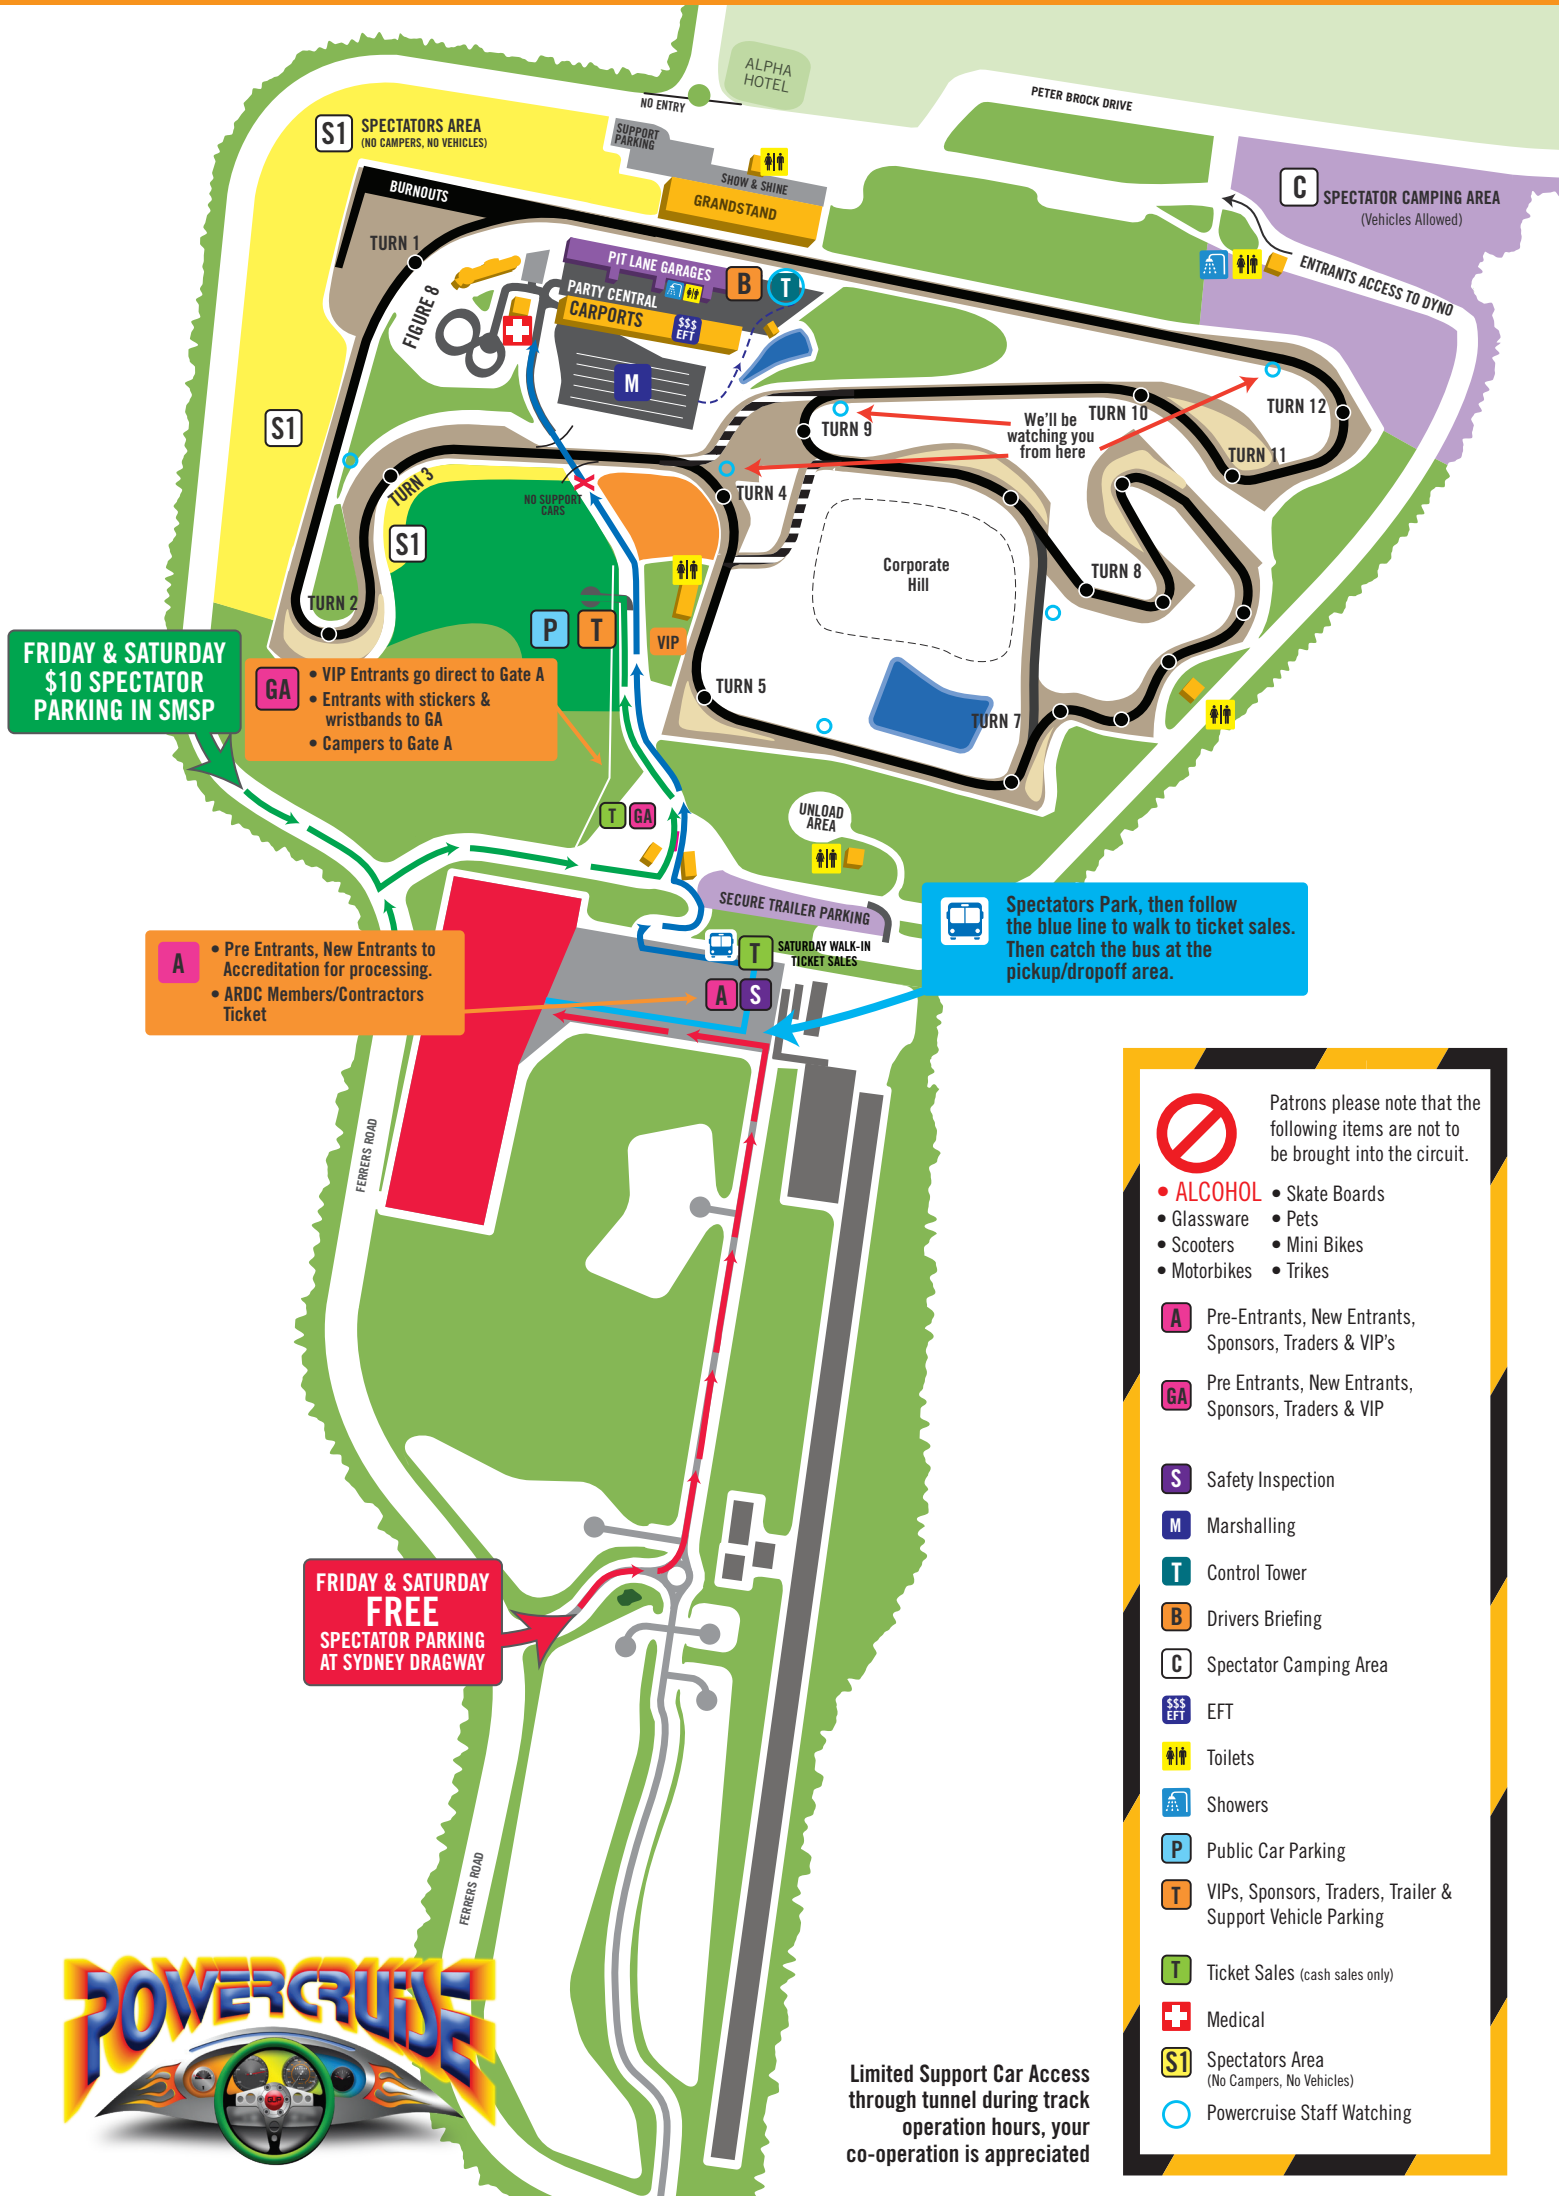 ALPHA
HOTEL
NO ENTRY
PETER BROCK DRIVE
SUPPORT
PARKING
S1
SPECTATORS AREA
(NO CAMPERS, NO VEHICLES)
SHOW & SHINE
GRANDSTAND
C
SPECTATOR CAMPING AREA
(Vehicles Allowed)
BURNOUTS
TURN 1
PIT LANE GARAGES
B
T
PARTY CENTRAL
CARPORTS
$$$
EFT
FIGURE 8
M
ENTRANTS ACCESS TO DYNO
S1
TURN 9
We'll be
watching you
from here
TURN 10
TURN 12
TURN 11
TURN 3
NO SUPPORT
CARS
TURN 4
S1
Corporate
Hill
TURN 8
TURN 2
P
T
VIP
TURN 5
TURN 7
FRIDAY & SATURDAY
$10 SPECTATOR
PARKING IN SMSP
GA
• VIP Entrants go direct to Gate A
• Entrants with stickers &
wristbands to GA
• Campers to Gate A
T
GA
UNLOAD
AREA
SECURE TRAILER PARKING
T
SATURDAY WALK-IN
TICKET SALES
A
S
Spectators Park, then follow
the blue line to walk to ticket sales.
Then catch the bus at the
pickup/dropoff area.
A
• Pre Entrants, New Entrants to
Accreditation for processing.
• ARDC Members/Contractors
Ticket
FERRERS ROAD
FRIDAY & SATURDAY
FREE
SPECTATOR PARKING
AT SYDNEY DRAGWAY
FERRERS ROAD
POWERCRUISE
GUP
Limited Support Car Access
through tunnel during track
operation hours, your
co-operation is appreciated
Patrons please note that the
following items are not to
be brought into the circuit.
• ALCOHOL
• Glassware
• Scooters
• Motorbikes
• Skate Boards
• Pets
• Mini Bikes
• Trikes
A
Pre-Entrants, New Entrants,
Sponsors, Traders & VIP's
GA
Pre Entrants, New Entrants,
Sponsors, Traders & VIP
S
Safety Inspection
M
Marshalling
T
Control Tower
B
Drivers Briefing
C
Spectator Camping Area
$$$
EFT
EFT
Toilets
Showers
P
Public Car Parking
T
VIPs, Sponsors, Traders, Trailer &
Support Vehicle Parking
T
Ticket Sales (cash sales only)
Medical
S1
Spectators Area
(No Campers, No Vehicles)
Powercruise Staff Watching